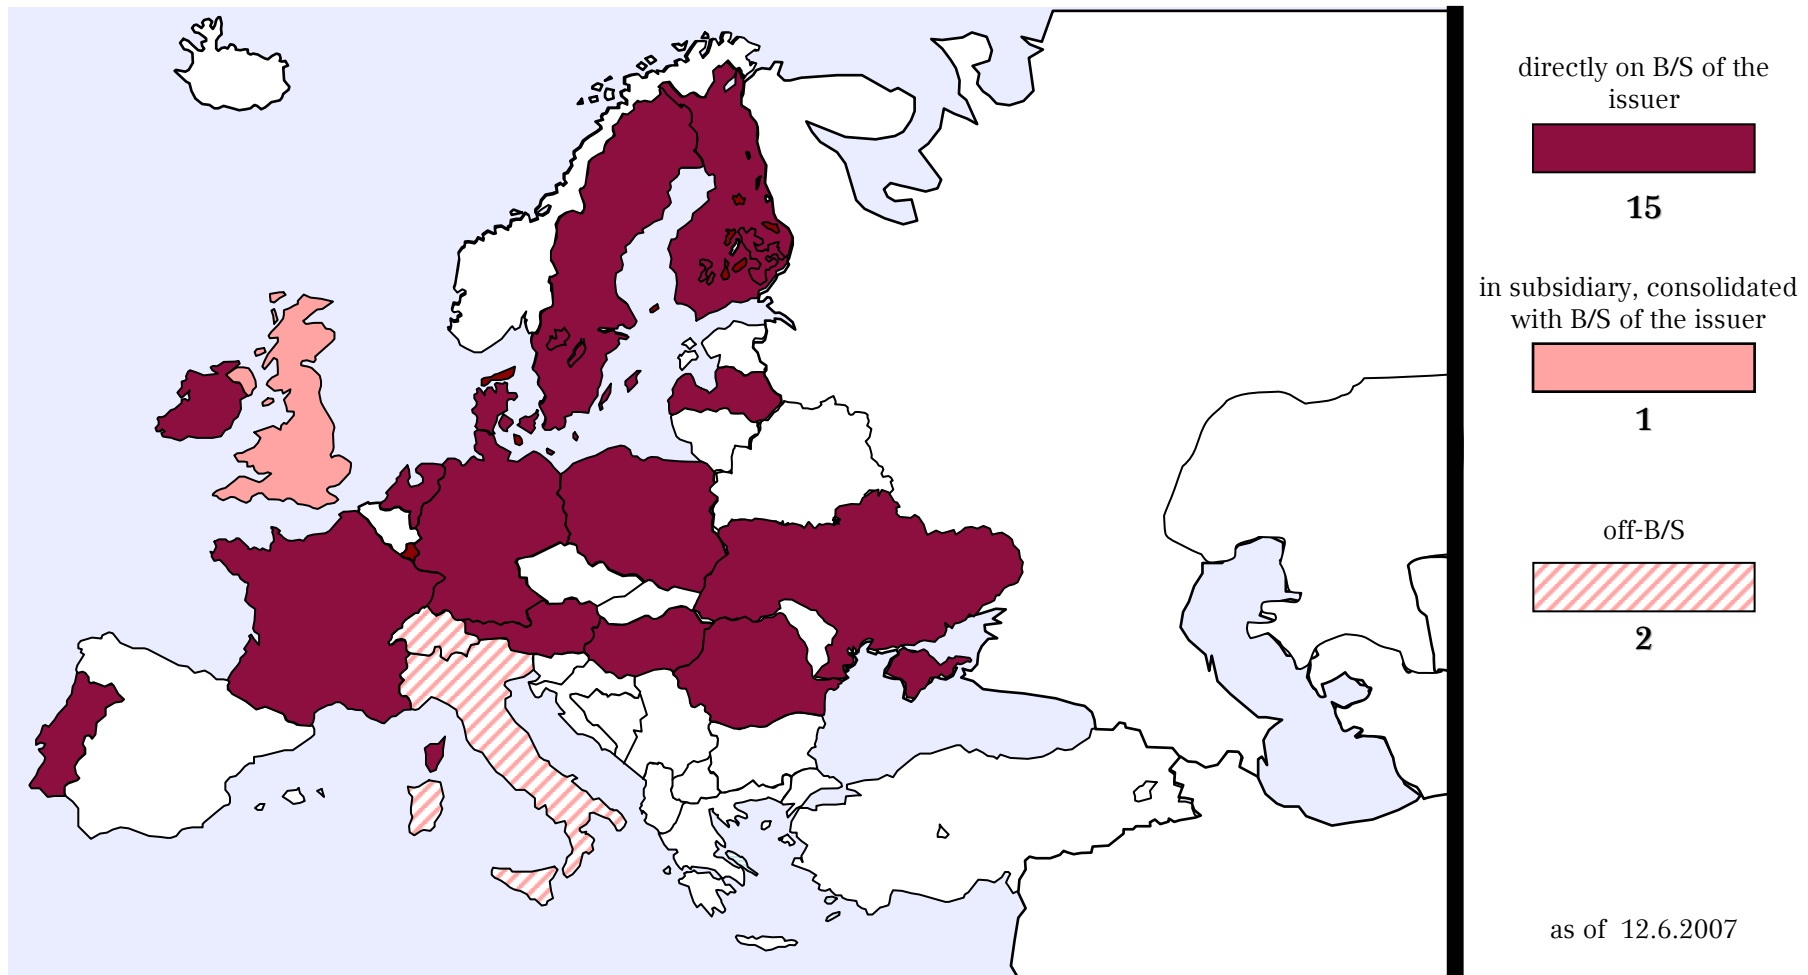 directly on B/S of the
issuer
15
in subsidiary, consolidated
with B/S of the issuer
1
off-B/S
2
as of 12.6.2007